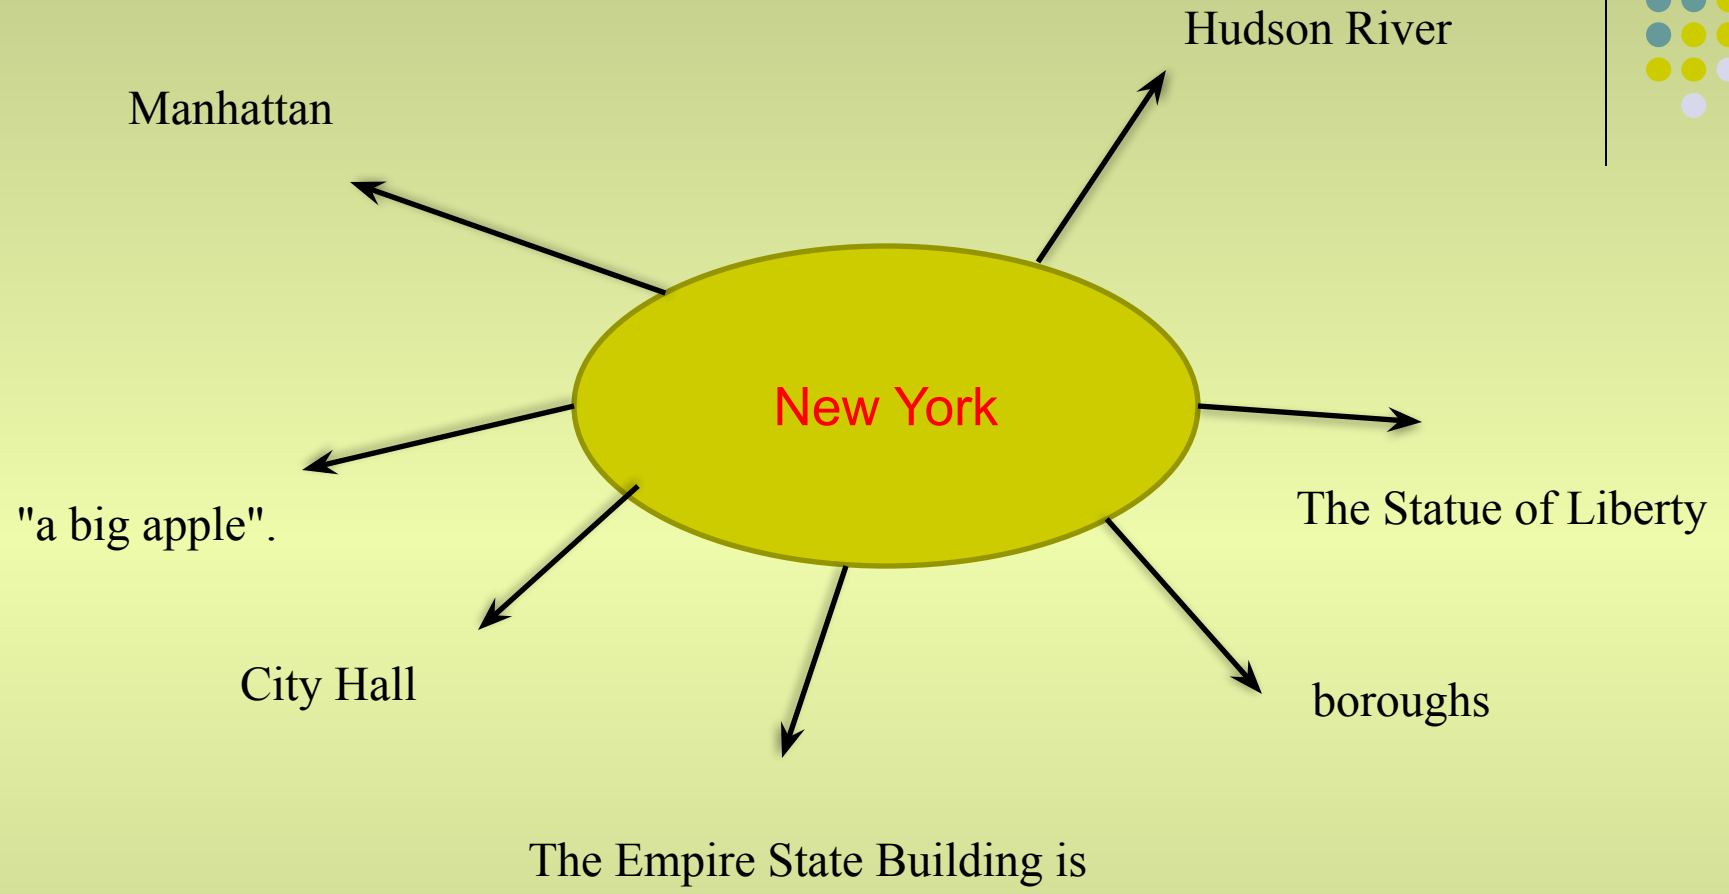 Hudson River
Manhattan
New York
The Statue of Liberty
"a big apple".
City Hall
boroughs
The Empire State Building is